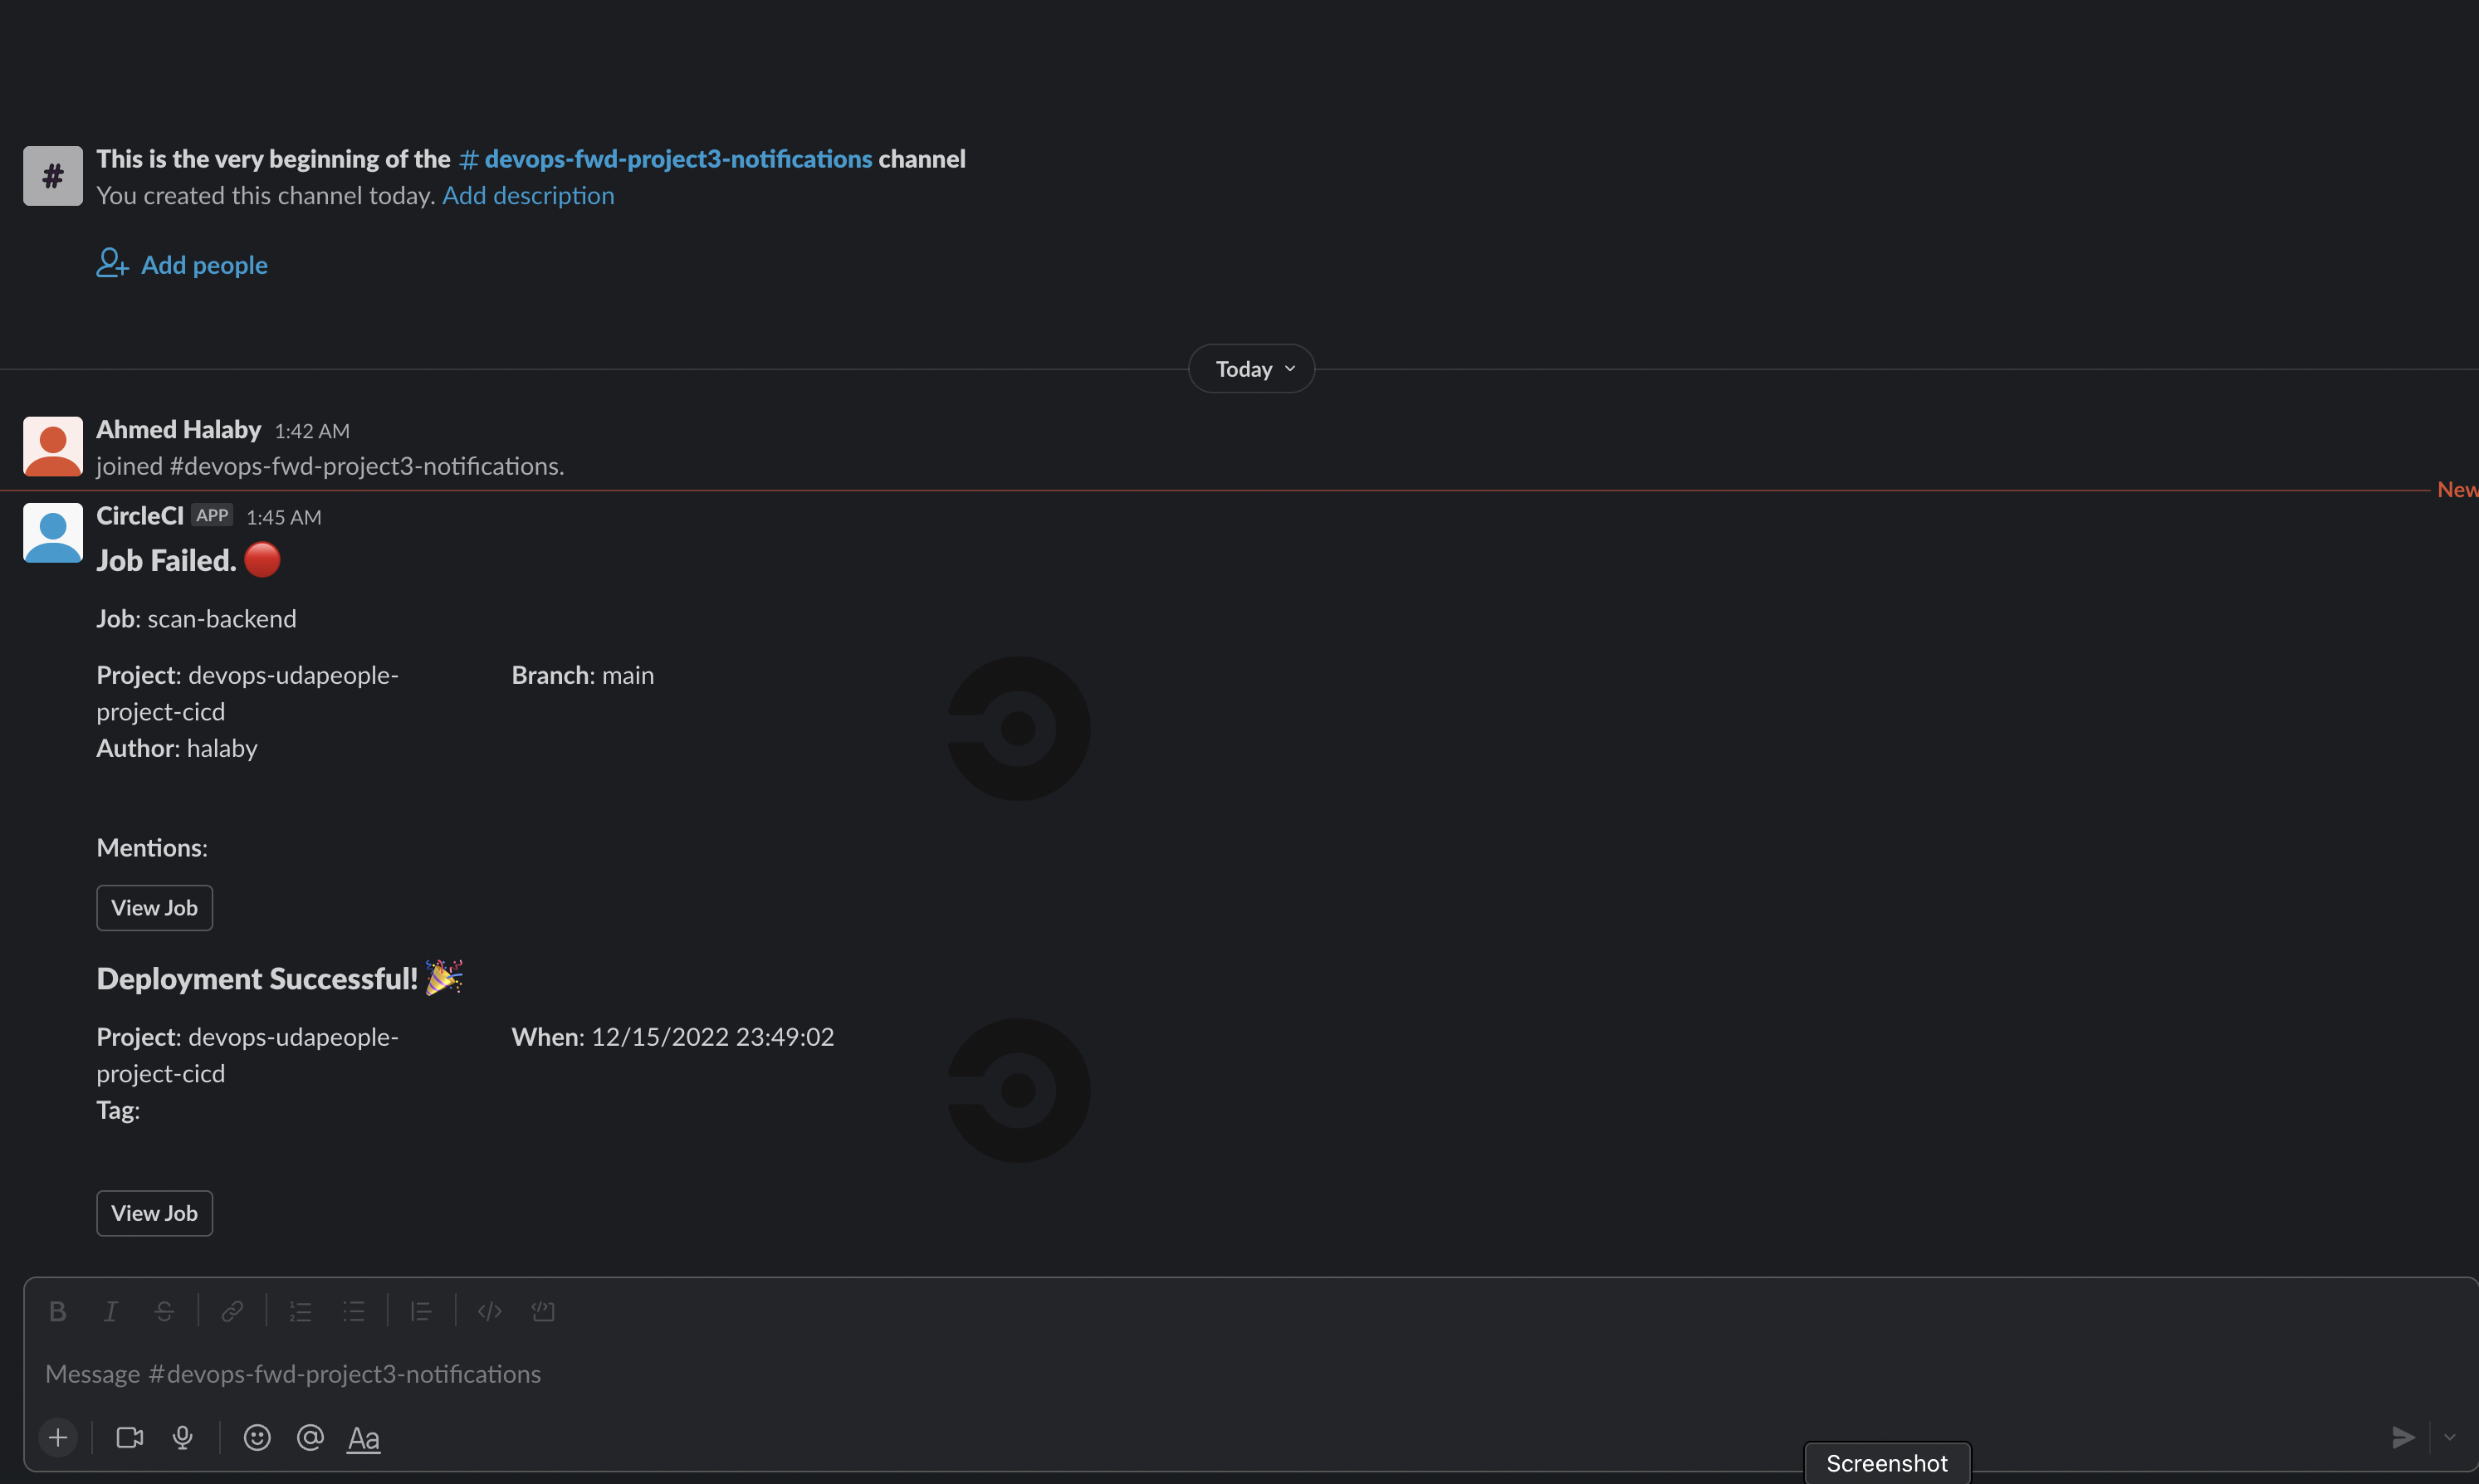 #
This is the very beginning of the # devops-fwd-project3-notifications channel
You created this channel today. Add description
Add people
Today
Ahmed Halaby 1:42 AM
joined #devops-fwd-project3-notifications.
New
CircleCI APP 1:45 AM
Job Failed.
Job: scan-backend
Project: devops-udapeople-
project-cicd
Branch: main
Author: halaby
Mentions:
View Job
Deployment Successful!
Project: devops-udapeople-
project-cicd
When: 12/15/2022 23:49:02
Tag:
View Job
B I S
Message #devops-fwd-project3-notifications
@ Aa
Screenshot